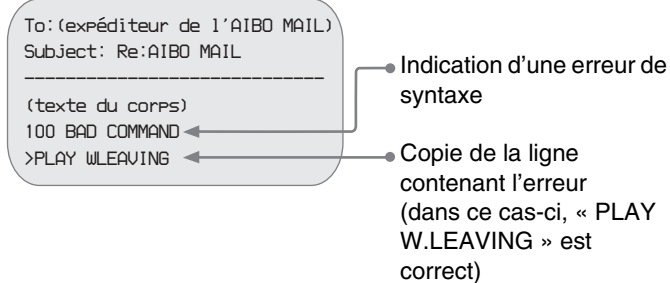 To:(expéditeur de l'AIBO MAIL)
Subject: Re:AIBO MAIL
------------------------------
(texte du corps)
100 BAD COMMAND
>PLAY WLEAVING
Indication d'une erreur de
syntaxe
Copie de la ligne
contenant l'erreur
(dans ce cas-ci, « PLAY
W.LEAVING » est
correct)